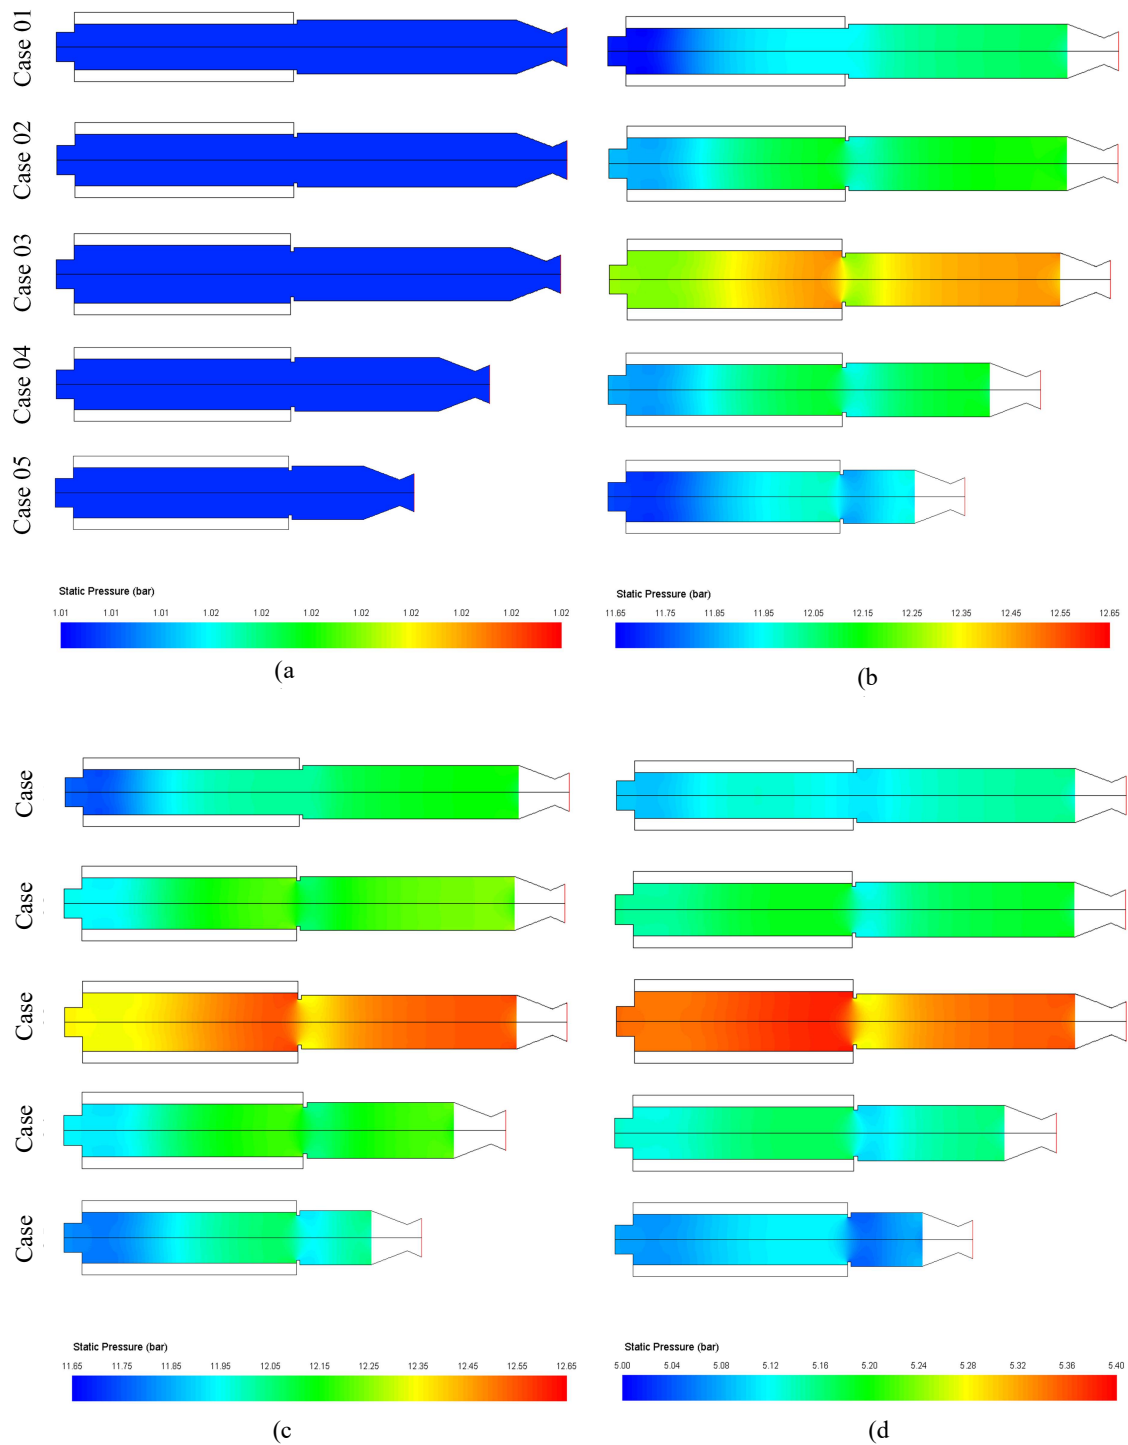 Case 01
Case 02
Case 03
Case 04
Case 05
Static Pressure (bar)
1.01 1.01 1.01 1.02 1.02 1.02 1.02 1.02 1.02 1.02 1.02
(a
Static Pressure (bar)
11.65 11.75 11.85 11.95 12.05 12.15 12.25 12.35 12.45 12.55 12.65
(b
Case
Case
Case
Case
Case
Static Pressure (bar)
11.65 11.75 11.85 11.95 12.05 12.15 12.25 12.35 12.45 12.55 12.65
(c
Static Pressure (bar)
5.00 5.04 5.08 5.12 5.16 5.20 5.24 5.28 5.32 5.36 5.40
(d